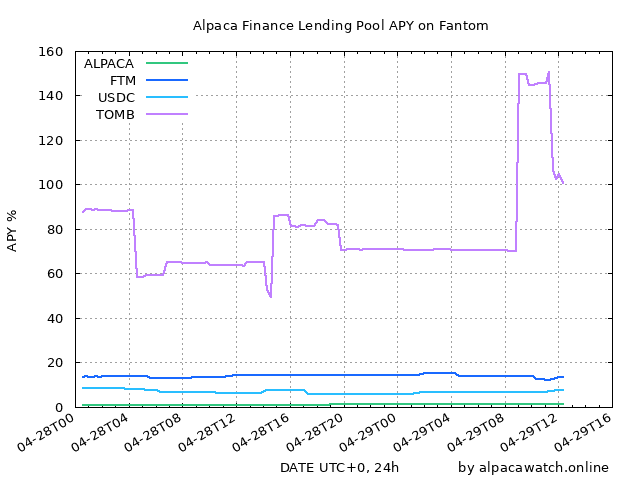 Alpaca Finance Lending Pool APY on Fantom
160
140
120
100
80
60
40
20
0
APY %
ALPACA
FTM
USDC
TOMB
04-28T00
04-28T04
04-28T08
04-28T12
04-28T16
04-28T20
04-29T00
04-29T04
04-29T08
04-29T12
04-29T16
DATE UTC+0, 24h
by alpacawatch.online